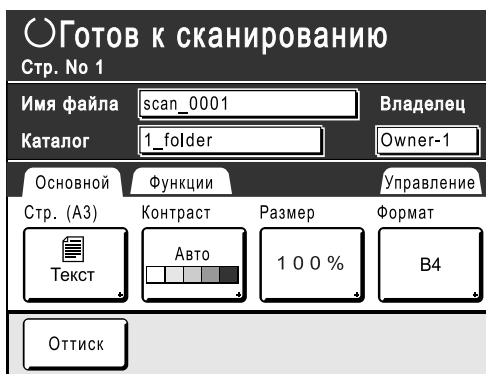 Готов к сканированию
Стр. No 1
Имя файла scan_0001 Владелец
Каталог 1_folder Owner-1
Основной Функции Управление
Стр. (А3) Контраст Размер Формат
Текст Авто 100% B4
Оттиск